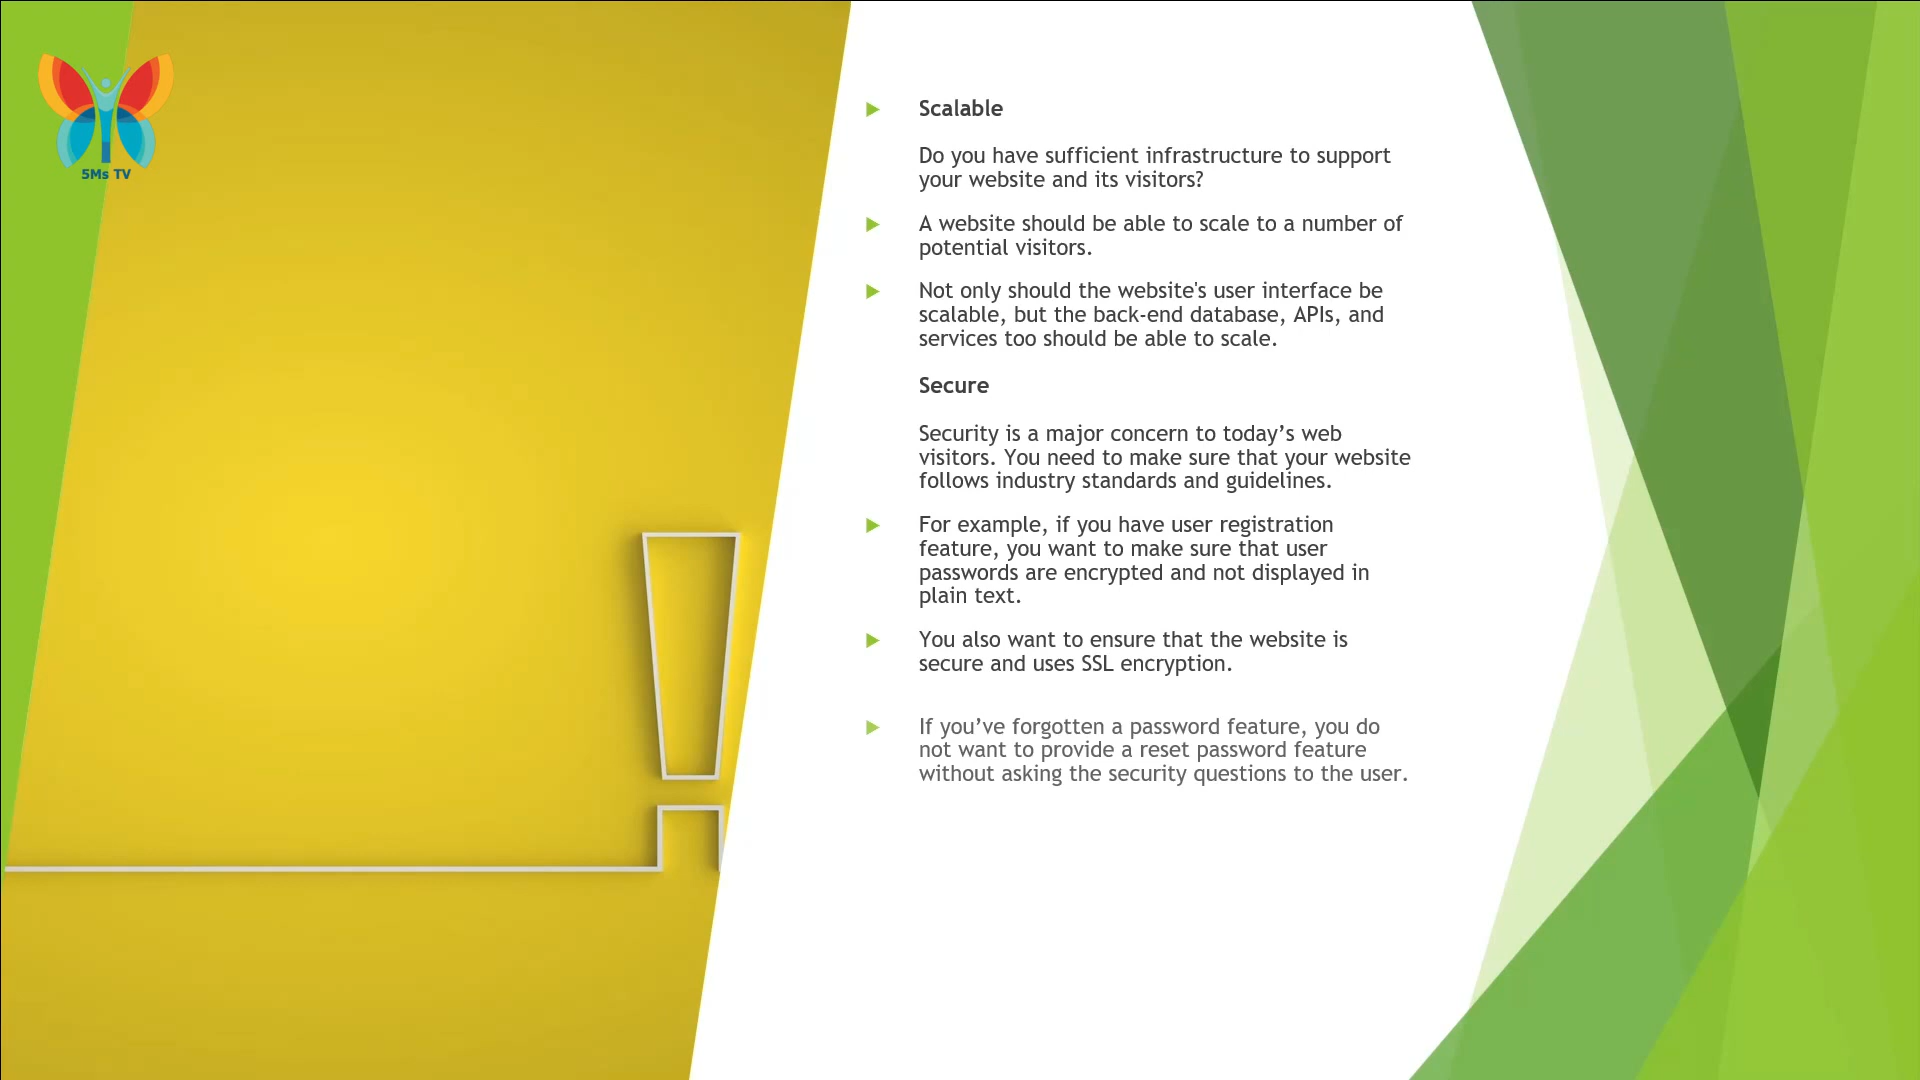 5Ms TV
Scalable
Do you have sufficient infrastructure to support
your website and its visitors?
A website should be able to scale to a number of
potential visitors.
Not only should the website's user interface be
scalable, but the back-end database, APIs, and
services too should be able to scale.
Secure
Security is a major concern to today’s web
visitors. You need to make sure that your website
follows industry standards and guidelines.
For example, if you have user registration
feature, you want to make sure that user
passwords are encrypted and not displayed in
plain text.
You also want to ensure that the website is
secure and uses SSL encryption.
If you’ve forgotten a password feature, you do
not want to provide a reset password feature
without asking the security questions to the user.